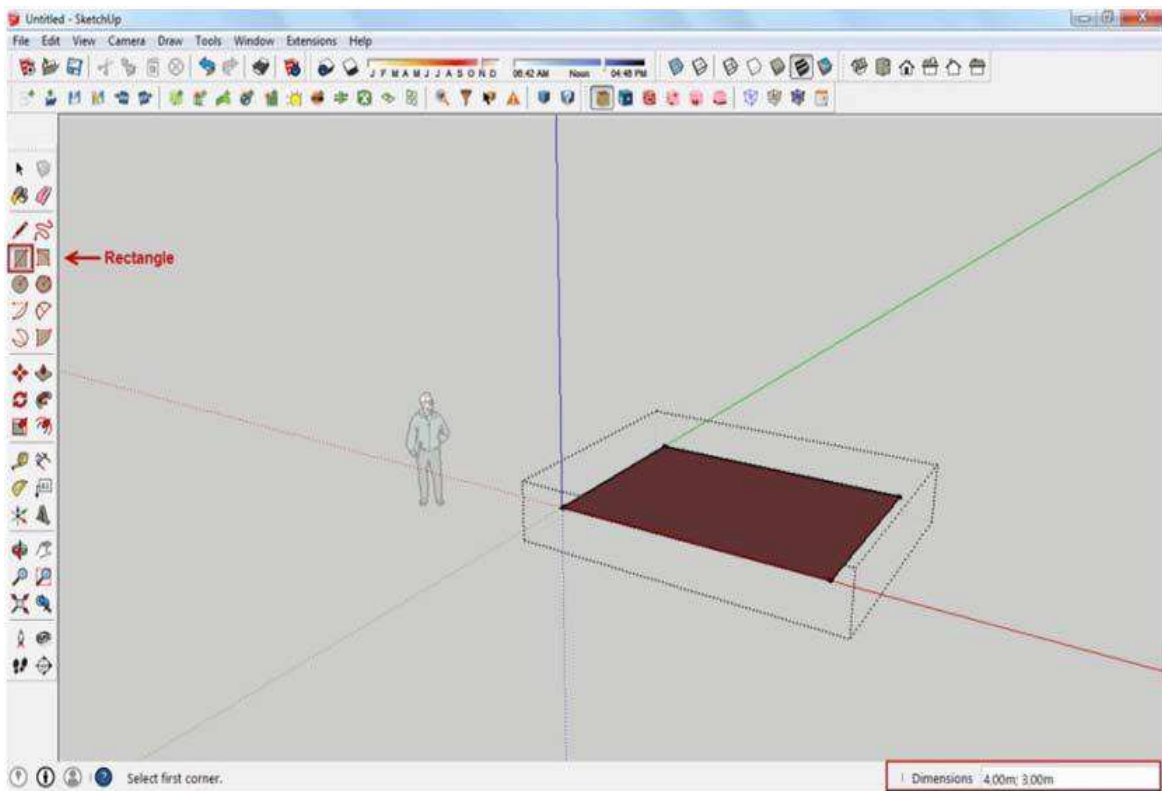 Untitled - SketchUp
File Edit View Camera Draw Tools Window Extensions Help
J F M A M J J A S O N D 06:42 AM Noon 04:48 PM
Rectangle
Select first corner.
Dimensions 4.00m; 3.00m